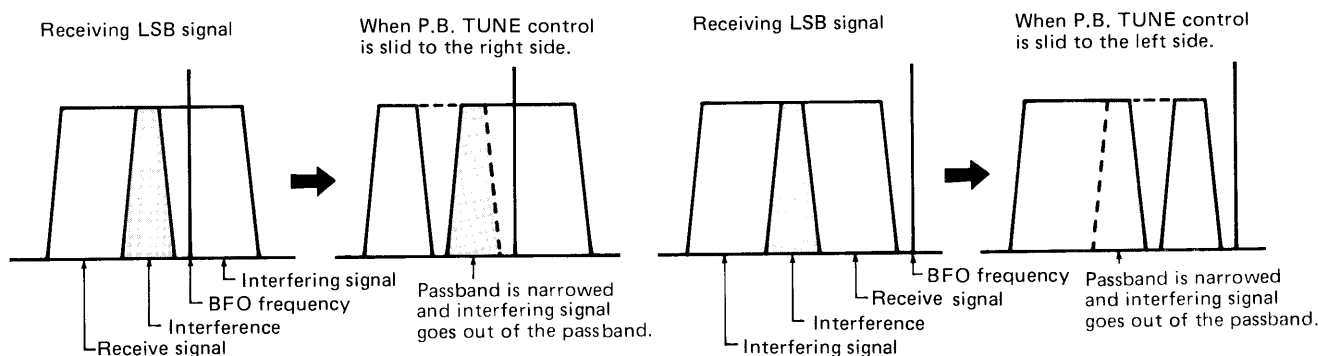 Receiving LSB signal
When P.B. TUNE control
is slid to the right side.
Interfering signal
BFO frequency
Interference
Receive signal
Passband is narrowed
and interfering signal
goes out of the passband.
Receiving LSB signal
When P.B. TUNE control
is slid to the left side.
BFO frequency
Receive signal
Interference
Interfering signal
Passband is narrowed
and interfering signal
goes out of the passband.